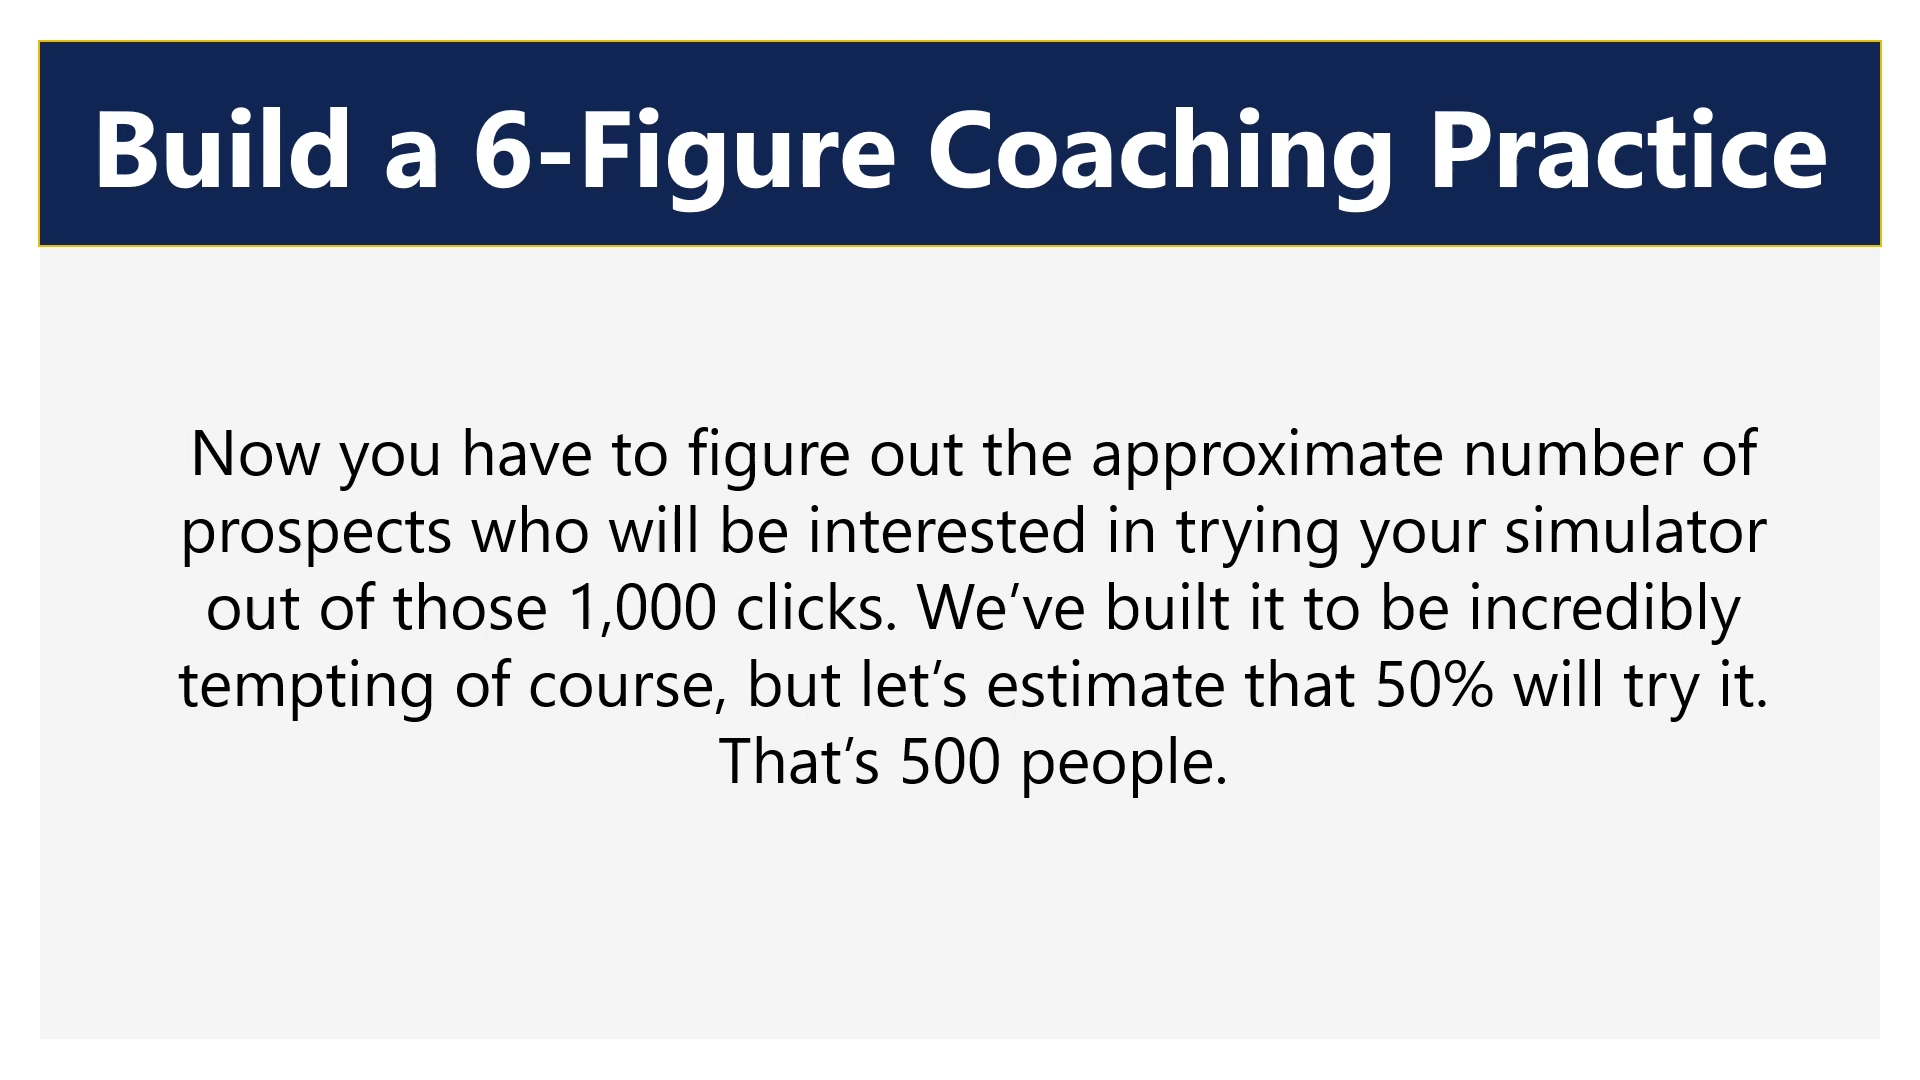 Build a 6-Figure Coaching Practice
Now you have to figure out the approximate number of
prospects who will be interested in trying your simulator
out of those 1,000 clicks. We’ve built it to be incredibly
tempting of course, but let’s estimate that 50% will try it.
That’s 500 people.